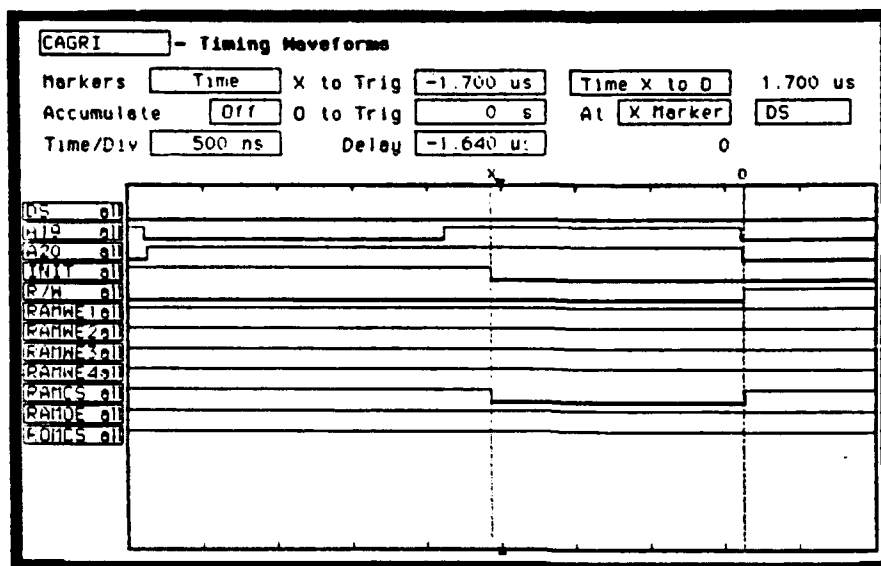 CAGRI - Timing Waveforms
Markers Time X to Trig -1.700 us Time X to O 1.700 us
Accumulate Off O to Trig 0 s At X Marker DS
Time/Div 500 ns Delay -1.640 u:
0
X O
DS all
A19 all
A20 all
INIT all
R/W all
RAMWE1all
RAMWE2all
RAMWE3all
RAMWE4all
RAMCS all
RAMOE all
ROMCS all